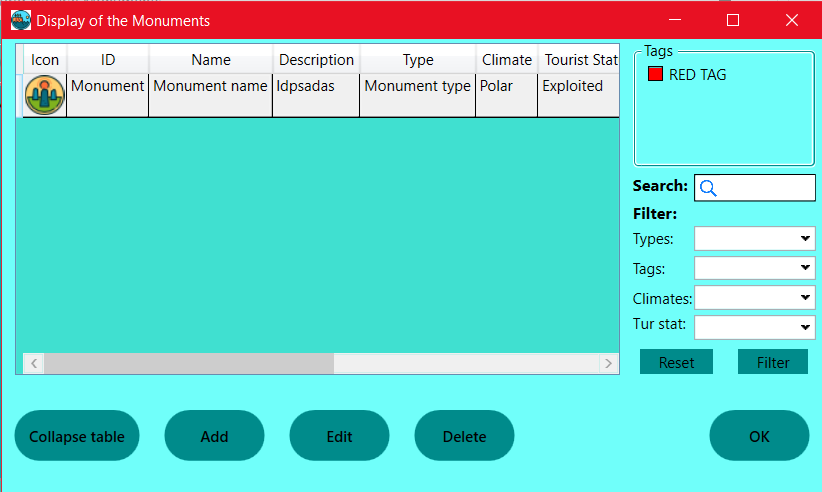 Display of the Monuments
Icon ID Name Description Type Climate Tourist Stat
Monument Monument name Idpsadas Monument type Polar Exploited
Tags
RED TAG
Search:
Filter:
Types:
Tags:
Climates:
Tur stat:
Reset Filter
Collapse table Add Edit Delete OK